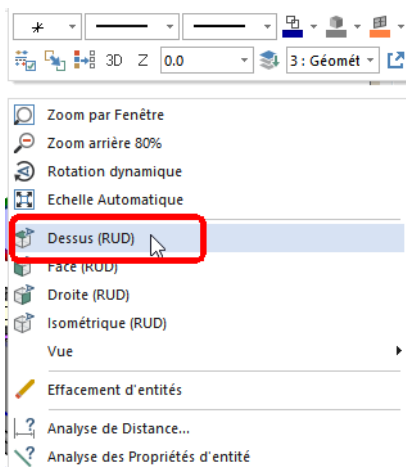 3D Z 0.0 3 : Géomét
Zoom par Fenêtre
Zoom arrière 80%
Rotation dynamique
Echelle Automatique
Dessus (RUD)
Face (RUD)
Droite (RUD)
Isométrique (RUD)
Vue
Effacement d'entités
Analyse de Distance...
Analyse des Propriétés d'entité